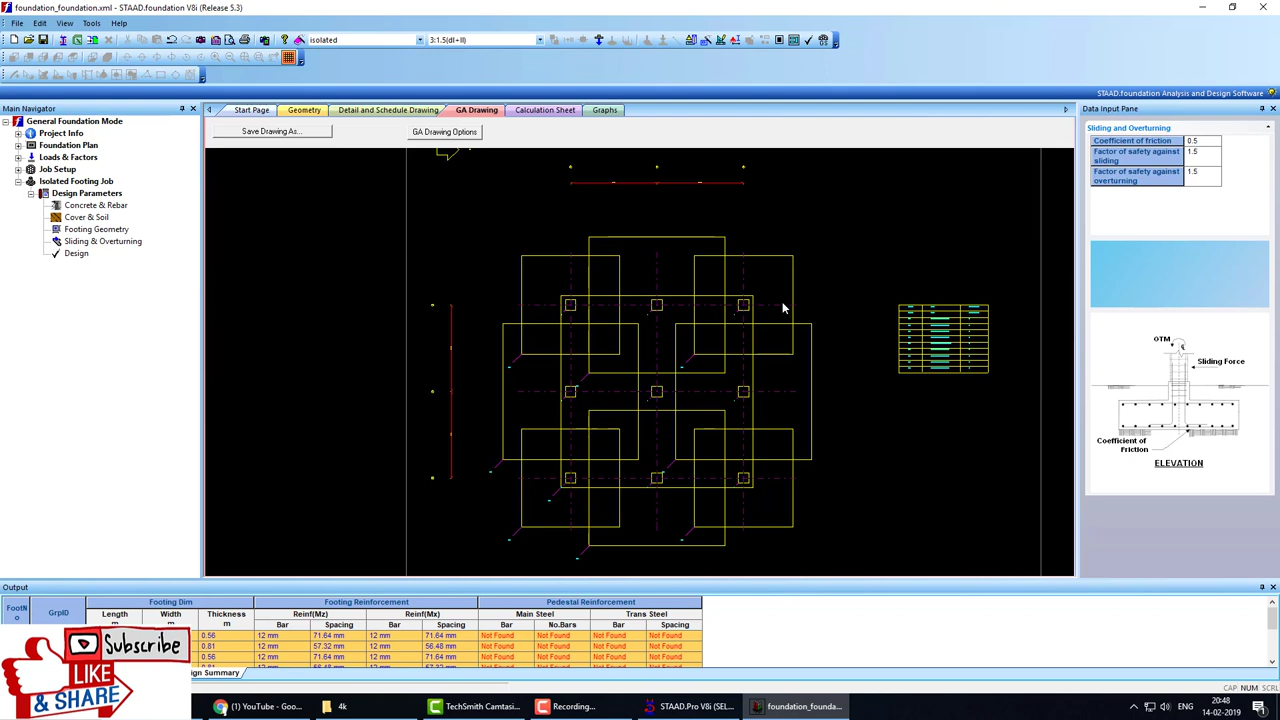 foundation_foundation.xml - STAAD.foundation V8i (Release 5.3)
File Edit View Tools Help
isolated
3:1.5(dl+ll)
STAAD.foundation Analysis and Design Software
Main Navigator
General Foundation Mode
Project Info
Foundation Plan
Loads & Factors
Job Setup
Isolated Footing Job
Design Parameters
Concrete & Rebar
Cover & Soil
Footing Geometry
Sliding & Overturning
Design
Start Page Geometry Detail and Schedule Drawing GA Drawing Calculation Sheet Graphs
Save Drawing As... GA Drawing Options
Data Input Pane
Sliding and Overturning
Coefficient of friction 0.5
Factor of safety against sliding 1.5
Factor of safety against overturning 1.5
OTM
Sliding Force
Coefficient of Friction
ELEVATION
Output
FootNo GrpID Footing Dim Footing Reinforcement Pedestal Reinforcement
Length m Width m Thickness m Reinf(Mz) Reinf(Mx) Main Steel Trans Steel
Bar Spacing Bar Spacing Bar No.Bars Bar Spacing
0.56 12 mm 71.64 mm 12 mm 71.64 mm Not Found Not Found Not Found Not Found
0.81 12 mm 57.32 mm 12 mm 56.48 mm Not Found Not Found Not Found Not Found
0.56 12 mm 71.64 mm 12 mm 71.64 mm Not Found Not Found Not Found Not Found
Subscribe
LIKE
& SHARE
sign Summary
CAP NUM SCRL
(1) YouTube - Goo...
4k
TechSmith Camtasi...
Recording...
STAAD.Pro V8i (SEL...
foundation_founda...
20:48
14-02-2019